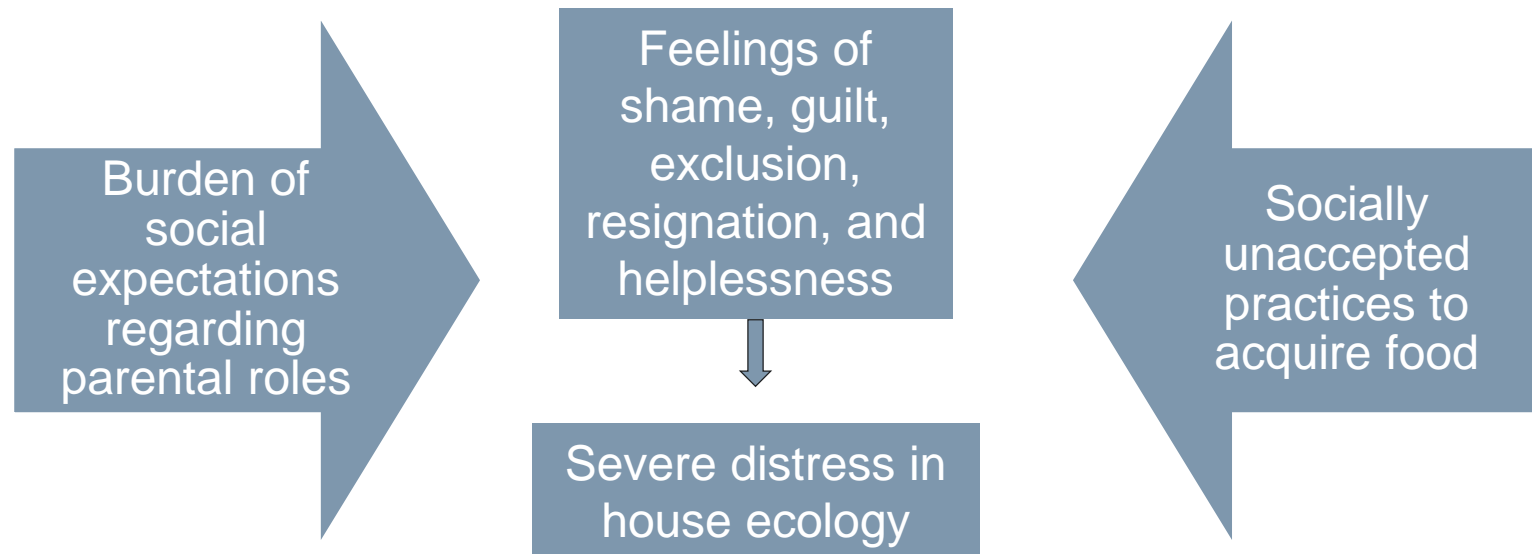 Burden of
social
expectations
regarding
parental roles
Feelings of
shame, guilt,
exclusion,
resignation, and
helplessness
Severe distress in
house ecology
Socially
unaccepted
practices to
acquire food